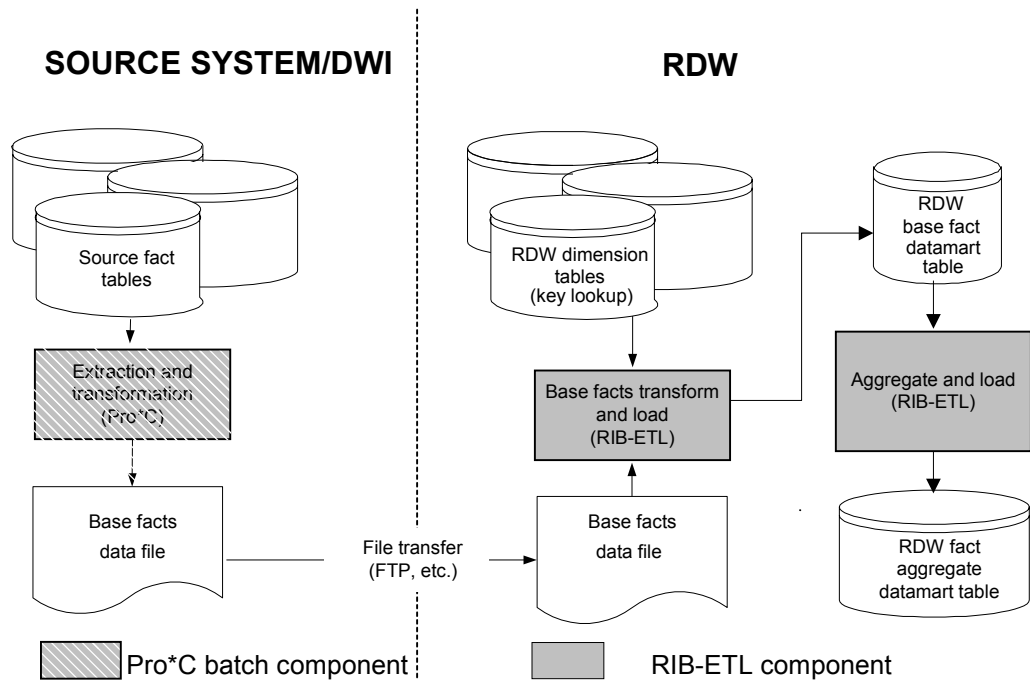 SOURCE SYSTEM/DWI
RDW
Source fact
tables
Extraction and
transformation
(Pro*C)
Base facts
data file
File transfer
(FTP, etc.)
RDW dimension
tables
(key lookup)
Base facts transform
and load
(RIB-ETL)
Base facts
data file
RDW
base fact
datamart
table
Aggregate and load
(RIB-ETL)
RDW fact
aggregate
datamart table
Pro*C batch component
RIB-ETL component